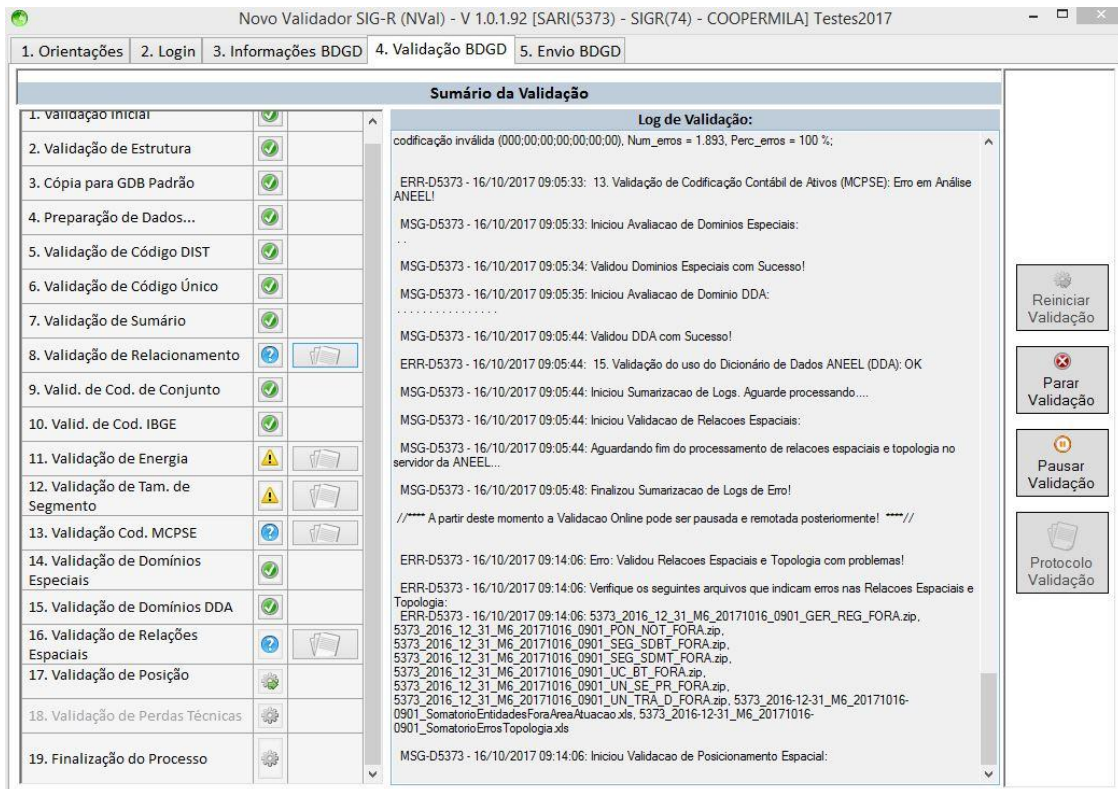 Novo Validador SIG-R (NVal) - V 1.0.1.92 [SARI(5373) - SIGR(74) - COOPERMILA] Testes2017
1. Orientações
2. Login
3. Informações BDGD
4. Validação BDGD
5. Envio BDGD
Sumário da Validação
1. Validação Inicial
2. Validação de Estrutura
3. Cópia para GDB Padrão
4. Preparação de Dados...
5. Validação de Código DIST
6. Validação de Código Único
7. Validação de Sumário
8. Validação de Relacionamento
9. Valid. de Cod. de Conjunto
10. Valid. de Cod. IBGE
11. Validação de Energia
12. Validação de Tam. de
Segmento
13. Validação Cod. MCPSE
14. Validação de Domínios
Especiais
15. Validação de Domínios DDA
16. Validação de Relações
Espaciais
17. Validação de Posição
18. Validação de Perdas Técnicas
19. Finalização do Processo
Log de Validação:
codificação inválida (000;00;00;00;00;00;00), Num_erros = 1.893, Perc_erros = 100 %;
ERR-D5373 - 16/10/2017 09:05:33:  13. Validação de Codificação Contábil de Ativos (MCPSE): Erro em Análise
ANEEL!
MSG-D5373 - 16/10/2017 09:05:33: Iniciou Avaliacao de Dominios Especiais:
. .
MSG-D5373 - 16/10/2017 09:05:34: Validou Dominios Especiais com Sucesso!
MSG-D5373 - 16/10/2017 09:05:35: Iniciou Avaliacao de Dominio DDA:
. . . . . . . . . . . . . . . .
MSG-D5373 - 16/10/2017 09:05:44: Validou DDA com Sucesso!
ERR-D5373 - 16/10/2017 09:05:44:  15. Validação do uso do Dicionário de Dados ANEEL (DDA): OK
MSG-D5373 - 16/10/2017 09:05:44: Iniciou Sumarizacao de Logs. Aguarde processando....
MSG-D5373 - 16/10/2017 09:05:44: Iniciou Validacao de Relacoes Espaciais:
MSG-D5373 - 16/10/2017 09:05:44: Aguardando fim do processamento de relacoes espaciais e topologia no
servidor da ANEEL...
MSG-D5373 - 16/10/2017 09:05:48: Finalizou Sumarizacao de Logs de Erro!
//**** A partir deste momento a Validacao Online pode ser pausada e remotada posteriormente!  ****//
ERR-D5373 - 16/10/2017 09:14:06: Erro: Validou Relacoes Espaciais e Topologia com problemas!
ERR-D5373 - 16/10/2017 09:14:06: Verifique os seguintes arquivos que indicam erros nas Relacoes Espaciais e
Topologia:
ERR-D5373 - 16/10/2017 09:14:06: 5373_2016_12_31_M6_20171016_0901_GER_REG_FORA.zip,
5373_2016_12_31_M6_20171016_0901_PON_NOT_FORA.zip,
5373_2016_12_31_M6_20171016_0901_SEG_SDBT_FORA.zip,
5373_2016_12_31_M6_20171016_0901_SEG_SDMT_FORA.zip,
5373_2016_12_31_M6_20171016_0901_UC_BT_FORA.zip,
5373_2016_12_31_M6_20171016_0901_UN_SE_PR_FORA.zip,
5373_2016_12_31_M6_20171016_0901_UN_TRA_D_FORA.zip, 5373_2016-12-31_M6_20171016-
0901_SomatorioEntidadesForaAreaAtuacao.xls, 5373_2016-12-31_M6_20171016-
0901_SomatorioErrosTopologia.xls
MSG-D5373 - 16/10/2017 09:14:06: Iniciou Validacao de Posicionamento Espacial:
Reiniciar
Validação
Parar
Validação
Pausar
Validação
Protocolo
Validação